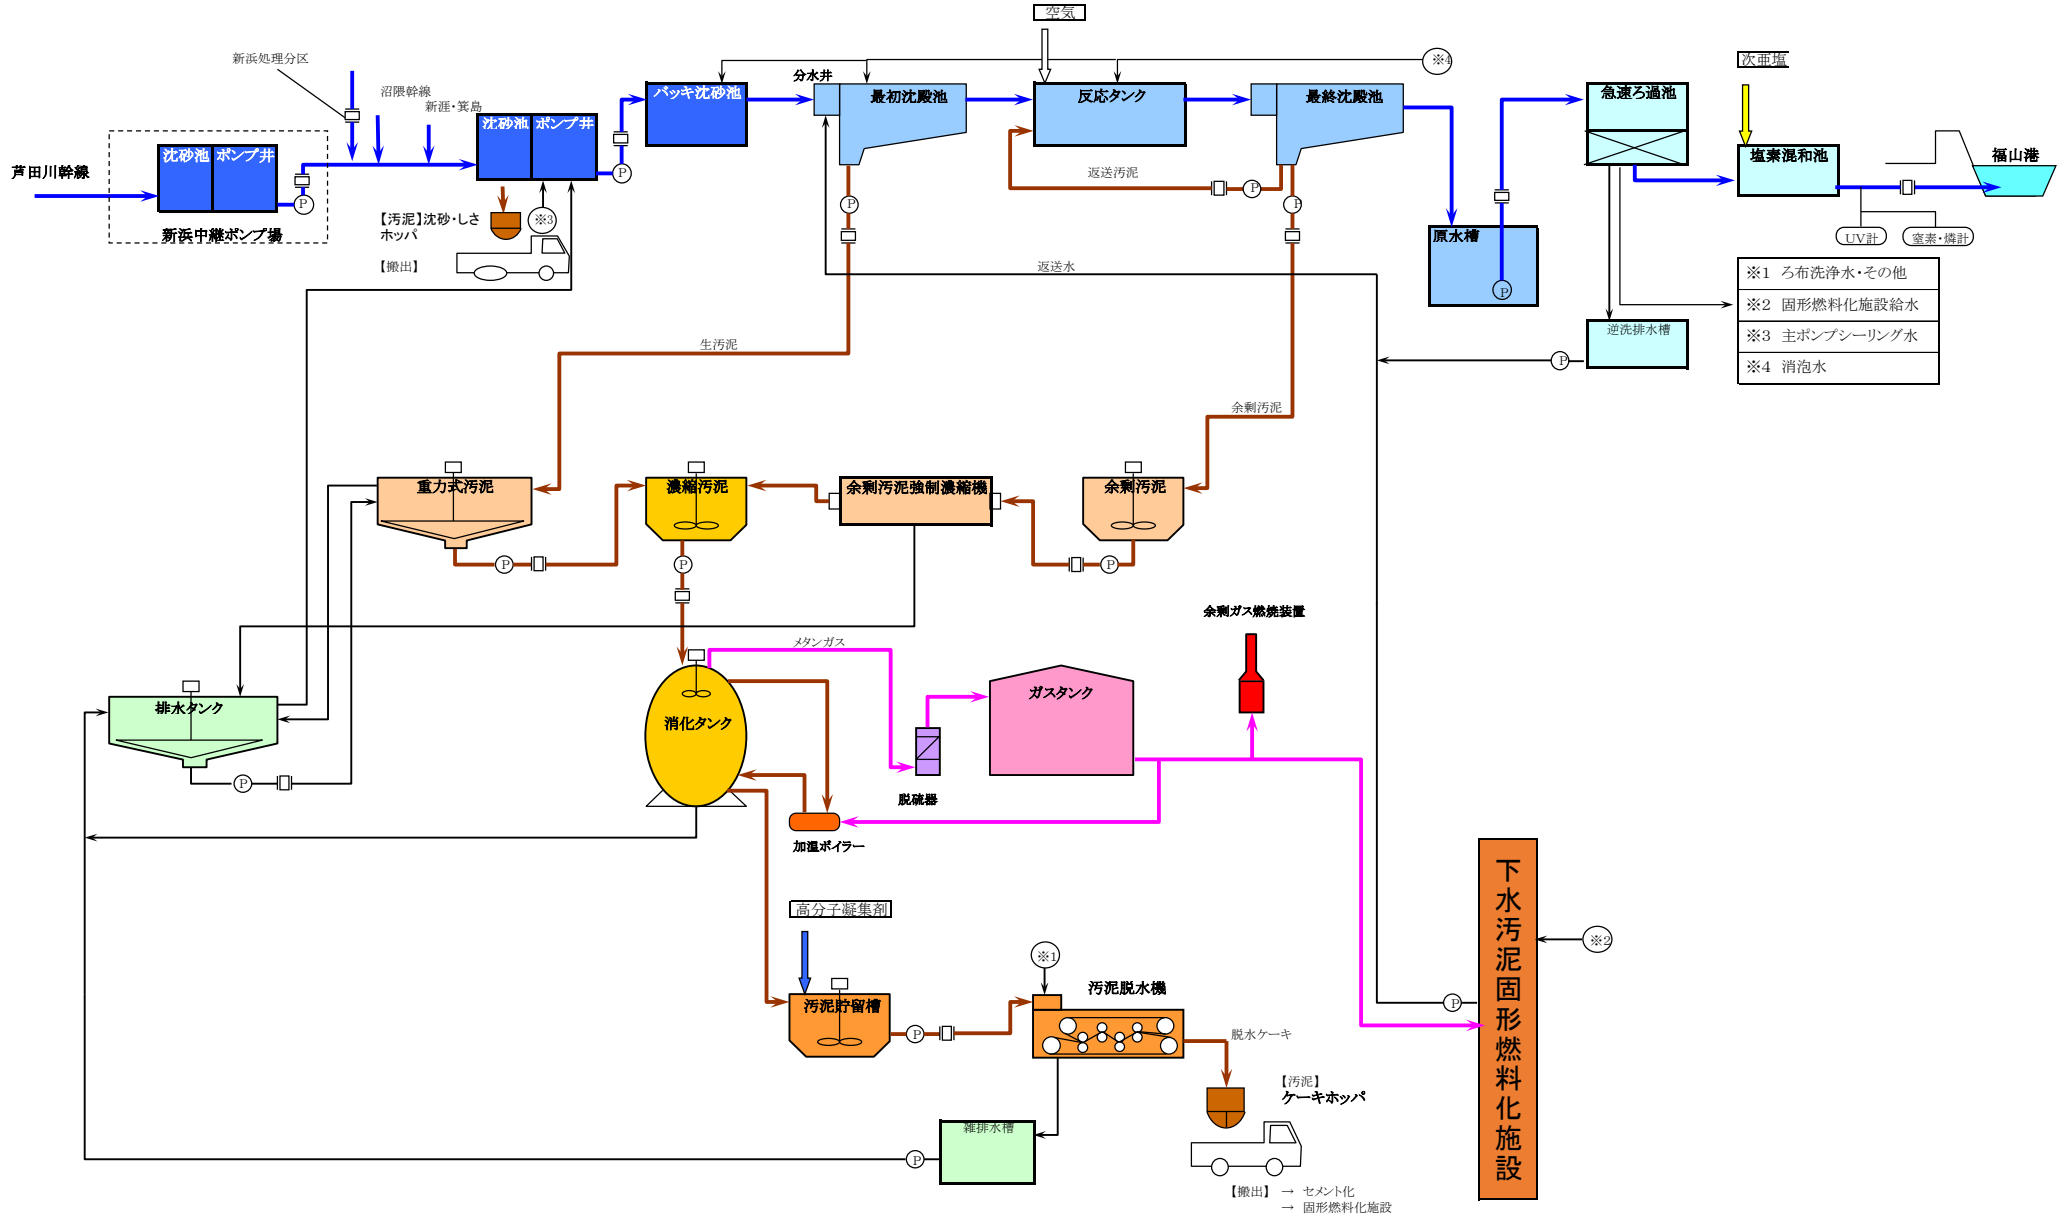 空気
新浜処理分区
沼隈幹線
新涯・箕島
分水井
※4
次亜塩
沈砂池
ポンプ井
バッキ沈砂池
最初沈殿池
反応タンク
最終沈殿池
急速ろ過池
塩素混和池
福山港
芦田川幹線
沈砂池
ポンプ井
P
P
新浜中継ポンプ場
【汚泥】沈砂・しさ
ホッパ
※3
【搬出】
P
返送汚泥
P
P
原水槽
P
UV計
窒素・燐計
返送水
※1 ろ布洗浄水・その他
※2 固形燃料化施設給水
※3 主ポンプシーリング水
※4 消泡水
逆洗排水槽
P
生汚泥
余剰汚泥
重力式汚泥
濃縮汚泥
余剰汚泥強制濃縮機
余剰汚泥
P
P
P
余剰ガス燃焼装置
メタンガス
ガスタンク
排水タンク
消化タンク
P
脱硫器
加温ボイラー
高分子凝集剤
下水汚泥固形燃料化施設
※2
※1
汚泥脱水機
汚泥貯留槽
P
P
脱水ケーキ
【汚泥】
ケーキホッパ
雑排水槽
P
【搬出】 → セメント化
→ 固形燃料化施設